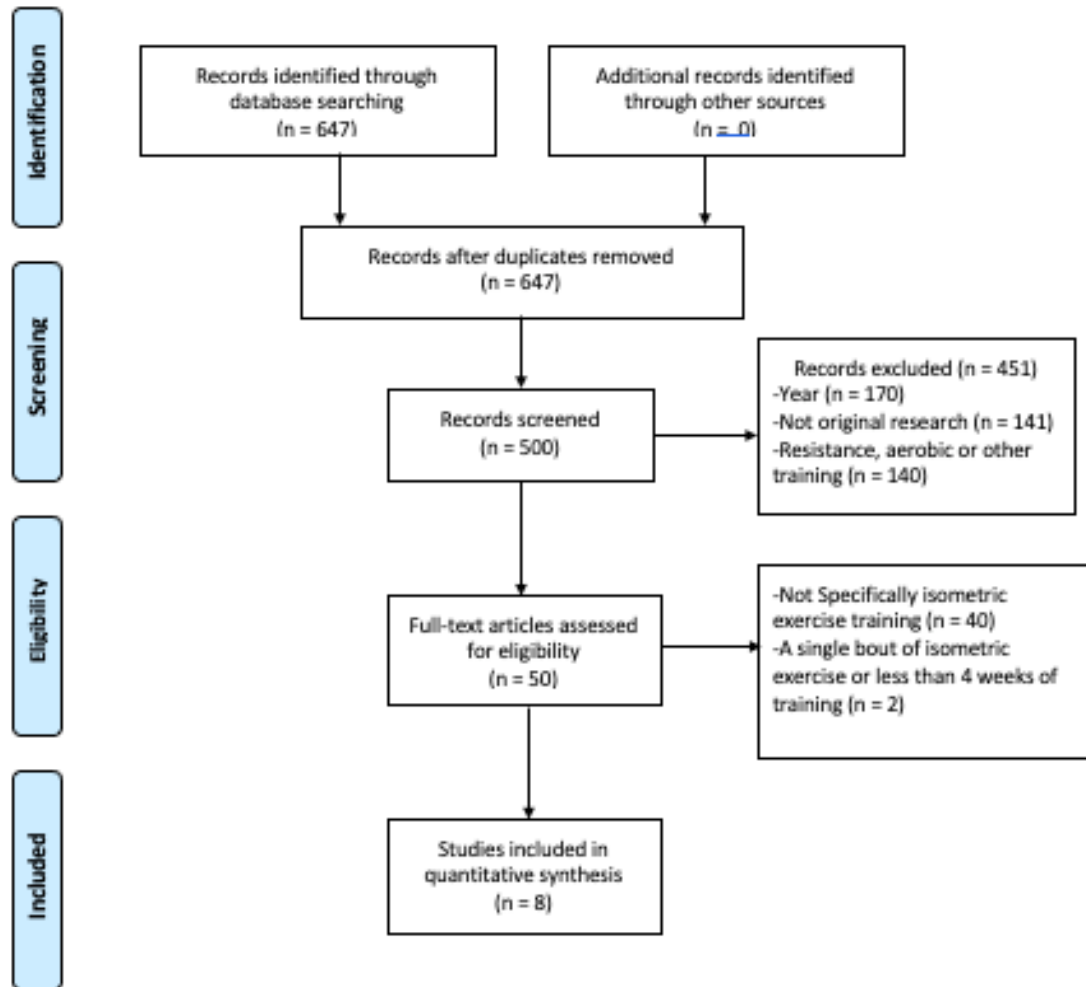 Identification
Records identified through
database searching
(n = 647)
Additional records identified
through other sources
(n = 0)
Records after duplicates removed
(n = 647)
Screening
Records screened
(n = 500)
Records excluded (n = 451)
-Year (n = 170)
-Not original research (n = 141)
-Resistance, aerobic or other
training (n = 140)
Eligibility
Full-text articles assessed
for eligibility
(n = 50)
-Not Specifically isometric
exercise training (n = 40)
-A single bout of isometric
exercise or less than 4 weeks of
training (n = 2)
Included
Studies included in
quantitative synthesis
(n = 8)